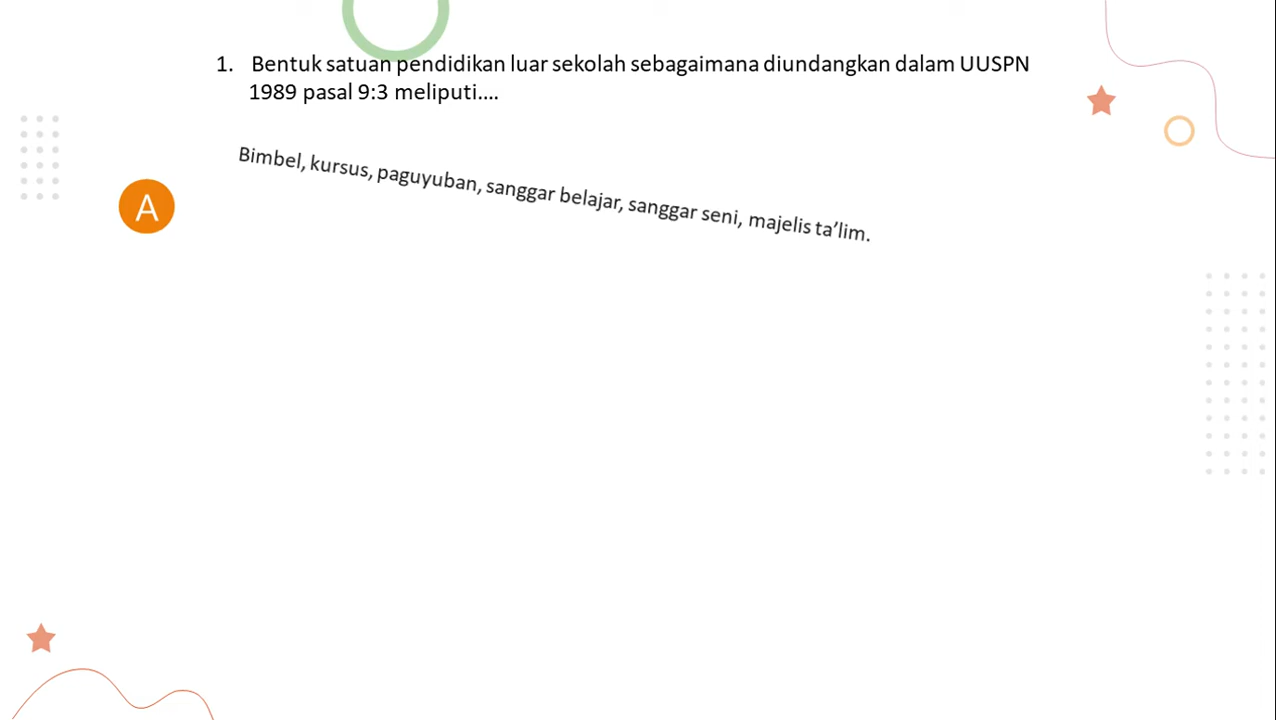 1. Bentuk satuan pendidikan luar sekolah sebagaimana diundangkan dalam UUSPN
1989 pasal 9:3 meliputi....
A
Bimbel, kursus, paguyuban, sanggar belajar, sanggar seni, majelis ta’lim.